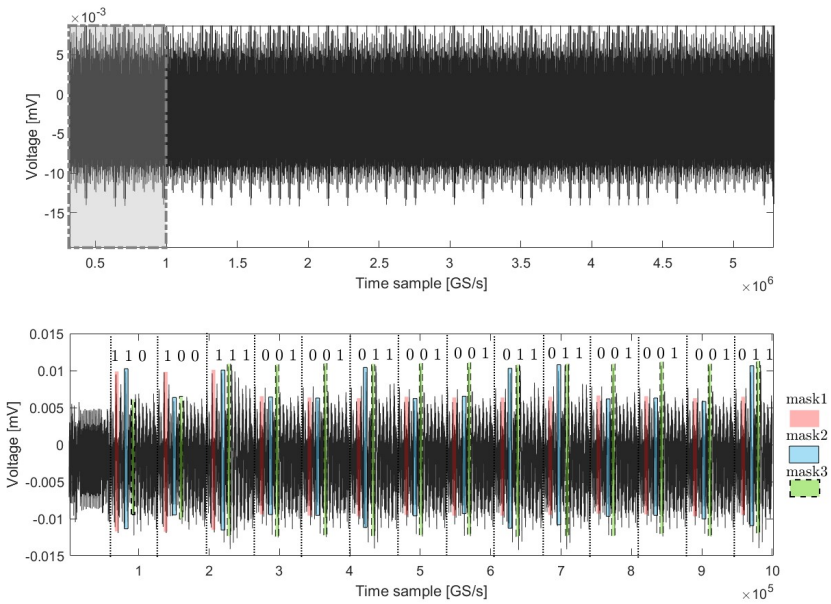 ×10⁻³
5
0
-5
-10
-15
Voltage [mV]
0.5 1 1.5 2 2.5 3 3.5 4 4.5 5
Time sample [GS/s]
×10⁶
0.015
0.01
0.005
0
-0.005
-0.01
-0.015
Voltage [mV]
1 1 0 1 0 0 1 1 1 0 0 1 0 0 1 0 1 1 0 0 1 0 0 1 0 1 1 0 1 1 0 0 1 0 0 1 0 0 1 0 1 1
mask1
mask2
mask3
1 2 3 4 5 6 7 8 9 10
Time sample [GS/s]
×10⁵